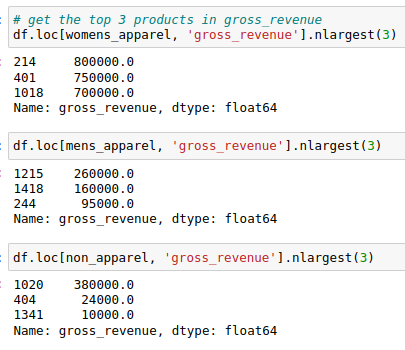 # get the top 3 products in gross_revenue
df.loc[womens_apparel, 'gross_revenue'].nlargest(3)
214     800000.0
401     750000.0
1018    700000.0
Name: gross_revenue, dtype: float64
df.loc[mens_apparel, 'gross_revenue'].nlargest(3)
1215    260000.0
1418    160000.0
244      95000.0
Name: gross_revenue, dtype: float64
df.loc[non_apparel, 'gross_revenue'].nlargest(3)
1020    380000.0
404      24000.0
1341     10000.0
Name: gross_revenue, dtype: float64